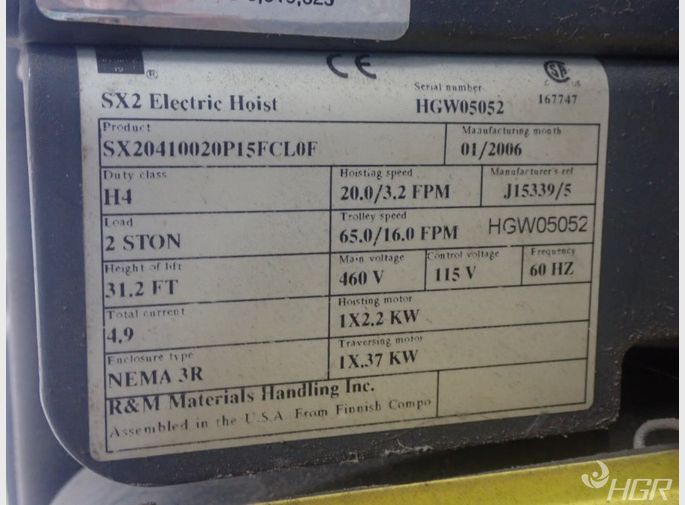 CE
®
SX2 Electric Hoist
Serial number
HGW05052
167747
Product
SX20410020P15FCL0F
Manufacturing month
01/2006
Duty class
H4
Hoisting speed
20.0/3.2 FPM
Manufacturer's ref
J15339/5
Load
2 STON
Trolley speed
65.0/16.0 FPM
HGW05052
Height of lift
31.2 FT
Main voltage
460 V
Control voltage
115 V
Frequency
60 HZ
Total current
4.9
Hoisting motor
1X2.2 KW
Enclosure type
NEMA 3R
Traversing motor
1X.37 KW
R&M Materials Handling Inc.
Assembled in the U.S.A. From Finnish Compo
HGR